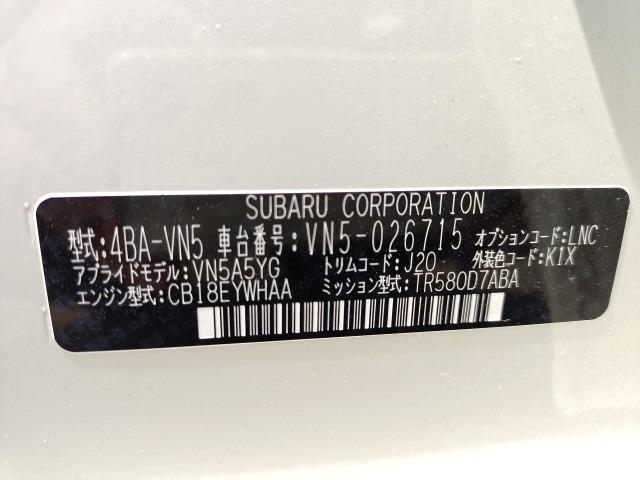 SUBARU CORPORATION
型式:4BA-VN5 車台番号:VN5-026715 オプションコード:LNC
アプライドモデル:VN5A5YG トリムコード:J20 外装色コード:K1X
エンジン型式:CB18EYWHAA ミッション型式:TR580D7ABA